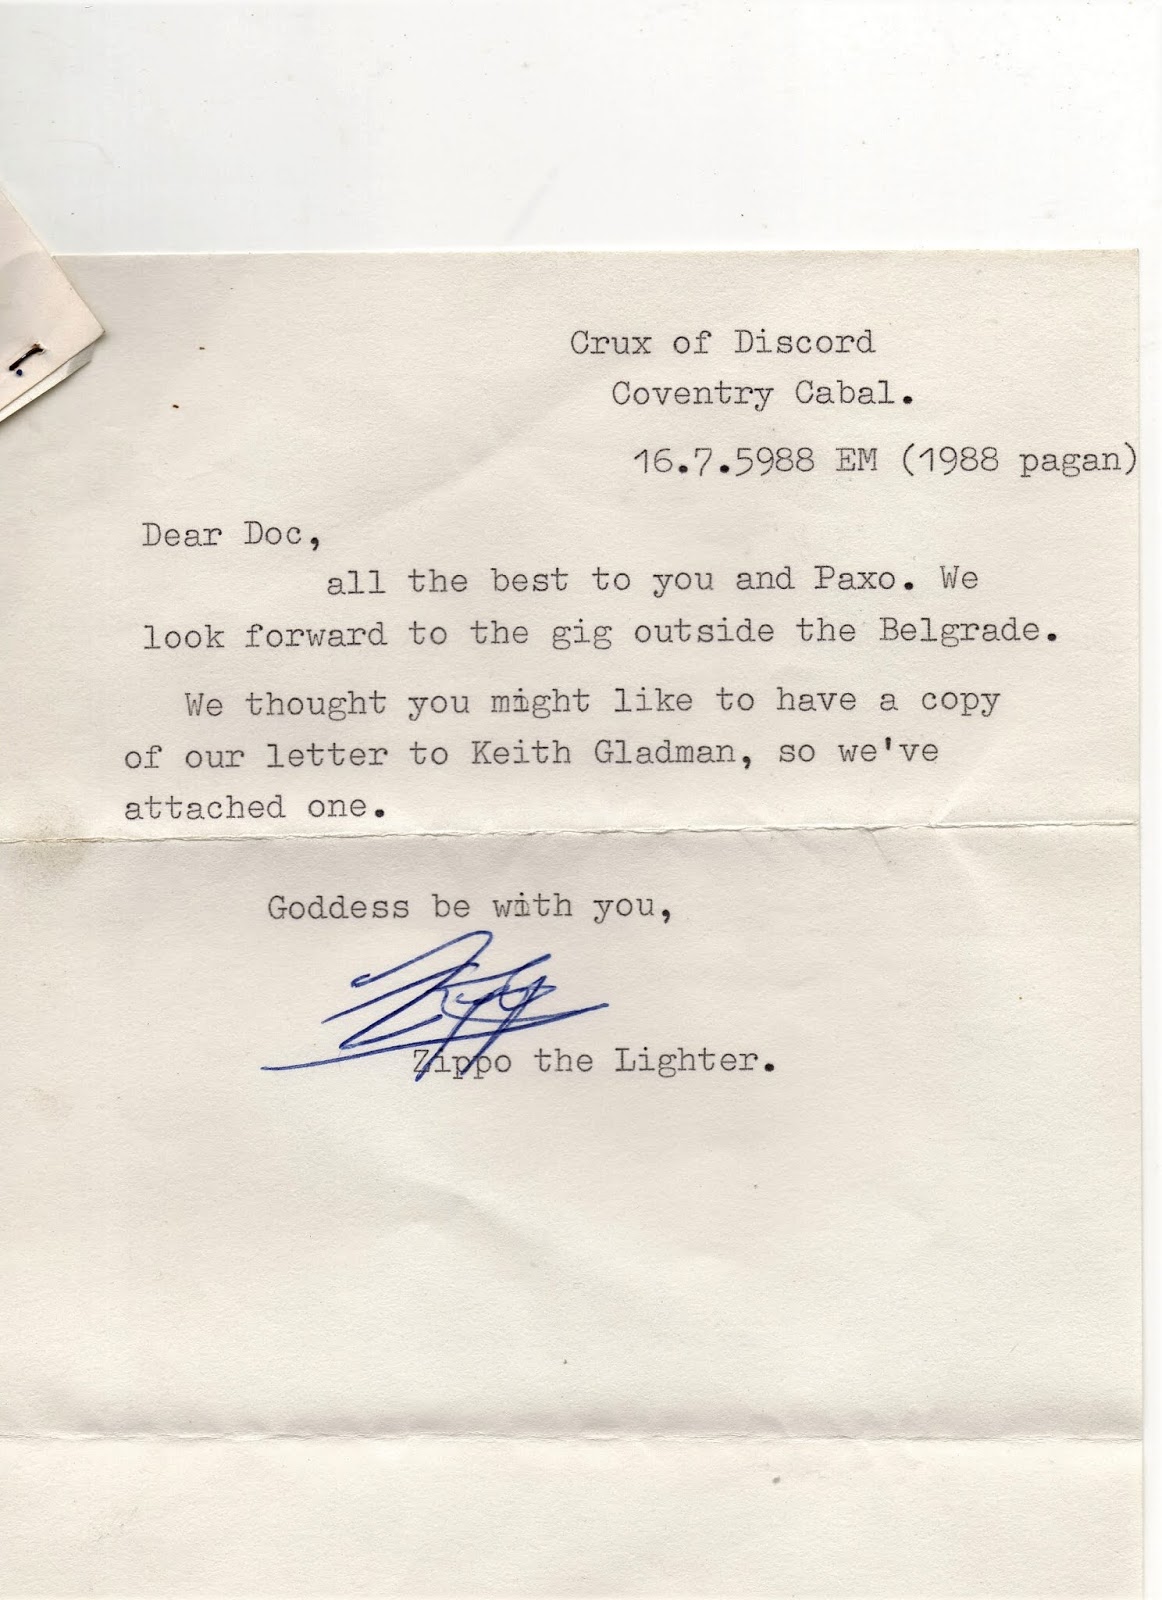 Crux of Discord
Coventry Cabal.
16.7.5988 EM (1988 pagan)
Dear Doc,
all the best to you and Paxo. We
look forward to the gig outside the Belgrade.
We thought you might like to have a copy
of our letter to Keith Gladman, so we've
attached one.
Goddess be with you,
Zippo the Lighter.